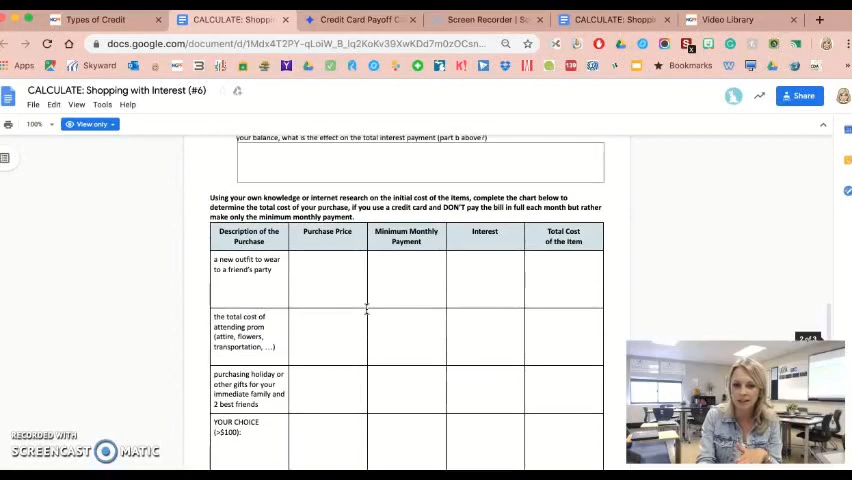 Types of Credit
CALCULATE: Shopp
Credit Card Payoff C
Screen Recorder | S
CALCULATE: Shopp
Video Library
docs.google.com/document/d/1Mdx4T2PY-qLoiW_B_lq2KoKv39XwKDd7m0zOCsn...
Apps
Skyward
Bookmarks
CALCULATE: Shopping with Interest (#6)
File Edit View Tools Help
Share
100%
View only
your balance, what is the effect on the total interest payment (part b above?)
Using your own knowledge or internet research on the initial cost of the items, complete the chart below to
determine the total cost of your purchase, if you use a credit card and DON'T pay the bill in full each month but rather
make only the minimum monthly payment.
Description of the Purchase
Purchase Price
Minimum Monthly Payment
Interest
Total Cost of the Item
a new outfit to wear
to a friend's party
the total cost of
attending prom
(attire, flowers,
transportation, ...)
purchasing holiday or
other gifts for your
immediate family and
2 best friends
YOUR CHOICE
(>$100):
2 of 3
RECORDED WITH
SCREENCAST MATIC